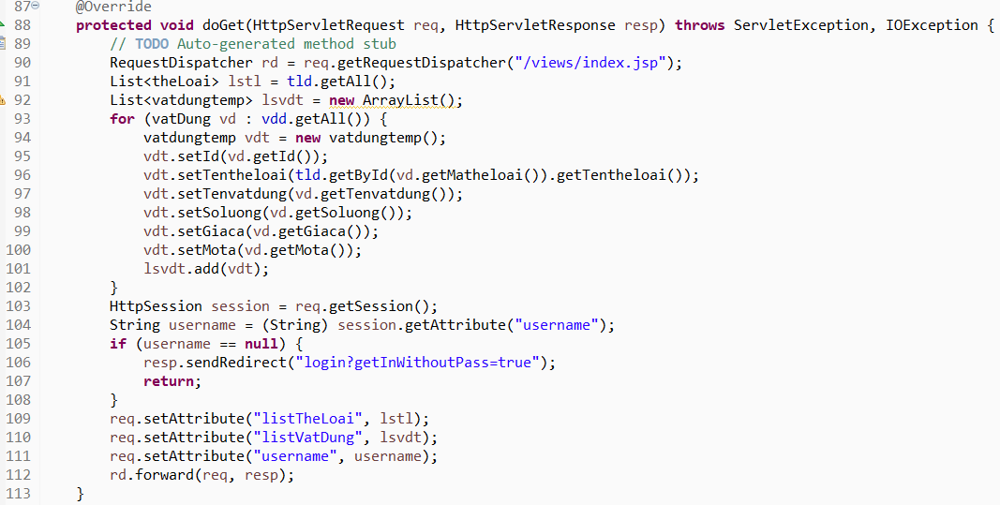 87 @Override
88 protected void doGet(HttpServletRequest req, HttpServletResponse resp) throws ServletException, IOException {
89 // TODO Auto-generated method stub
90 RequestDispatcher rd = req.getRequestDispatcher("/views/index.jsp");
91 List<theLoai> lstl = tld.getAll();
92 List<vatdungtemp> lsvdt = new ArrayList();
93 for (vatDung vd : vdd.getAll()) {
94 vatdungtemp vdt = new vatdungtemp();
95 vdt.setId(vd.getId());
96 vdt.setTentheloai(tld.getById(vd.getMatheloai()).getTentheloai());
97 vdt.setTenvatdung(vd.getTenvatdung());
98 vdt.setSoluong(vd.getSoluong());
99 vdt.setGiaca(vd.getGiaca());
100 vdt.setMota(vd.getMota());
101 lsvdt.add(vdt);
102 }
103 HttpSession session = req.getSession();
104 String username = (String) session.getAttribute("username");
105 if (username == null) {
106 resp.sendRedirect("login?getInWithoutPass=true");
107 return;
108 }
109 req.setAttribute("listTheLoai", lstl);
110 req.setAttribute("listVatDung", lsvdt);
111 req.setAttribute("username", username);
112 rd.forward(req, resp);
113 }